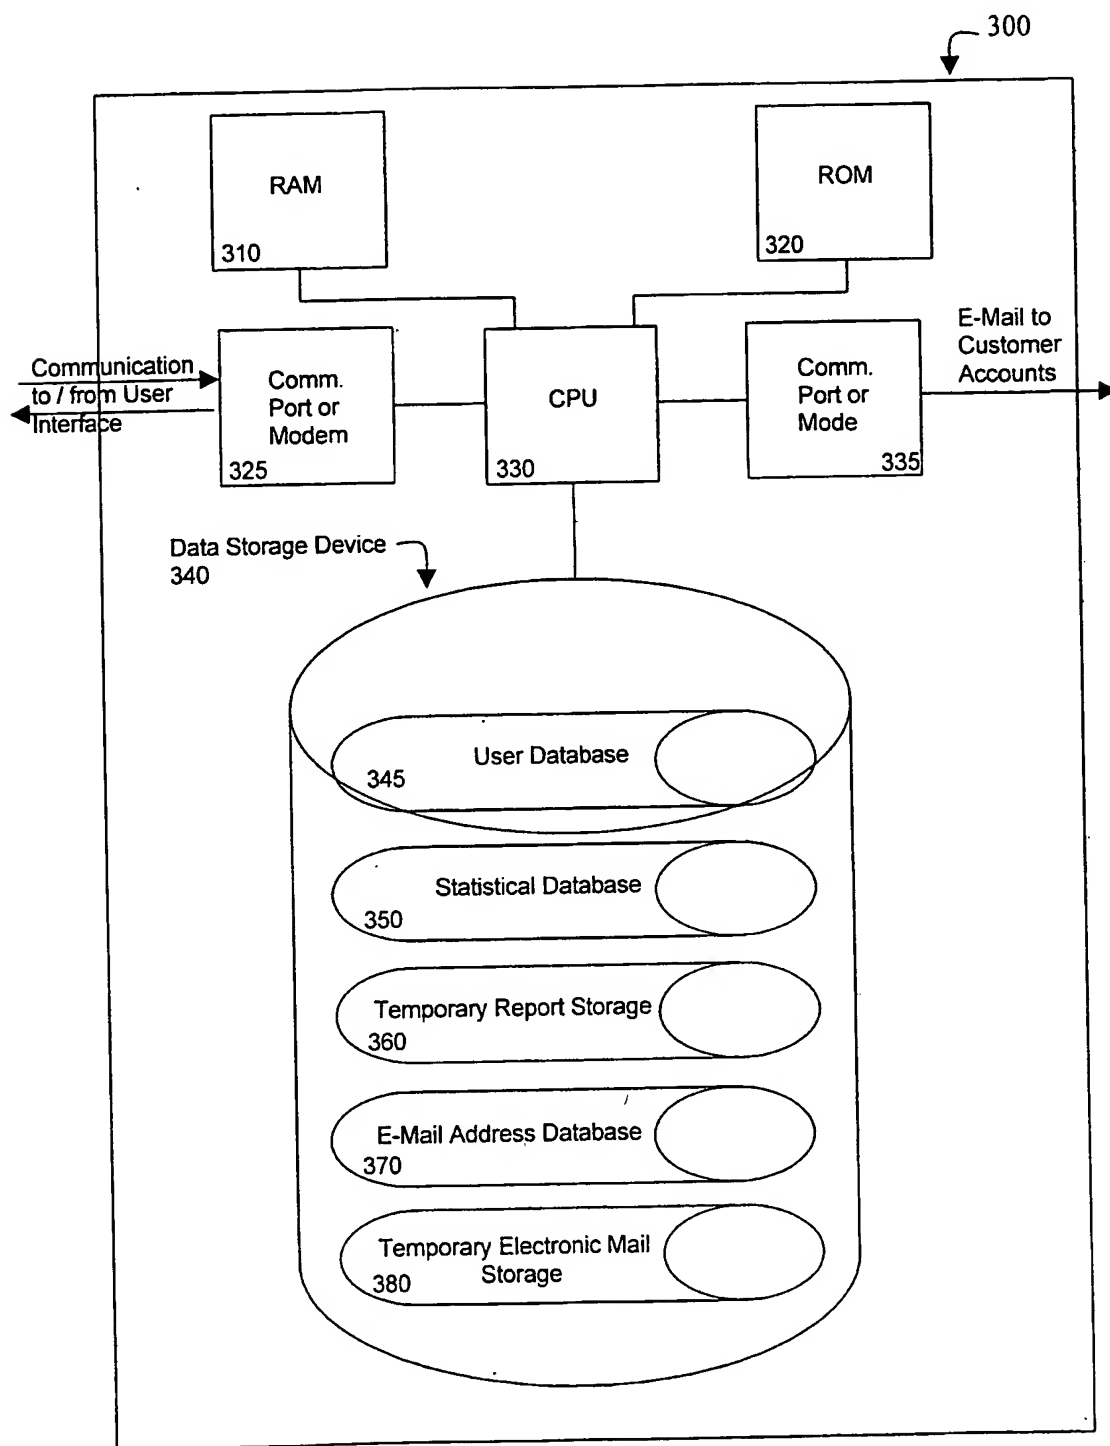 300
RAM
310
ROM
320
Communication
to / from User
Interface
Comm.
Port or
Modem
325
CPU
330
Comm.
Port or
Mode
335
E-Mail to
Customer
Accounts
Data Storage Device
340
User Database
345
Statistical Database
350
Temporary Report Storage
360
E-Mail Address Database
370
Temporary Electronic Mail
Storage
380